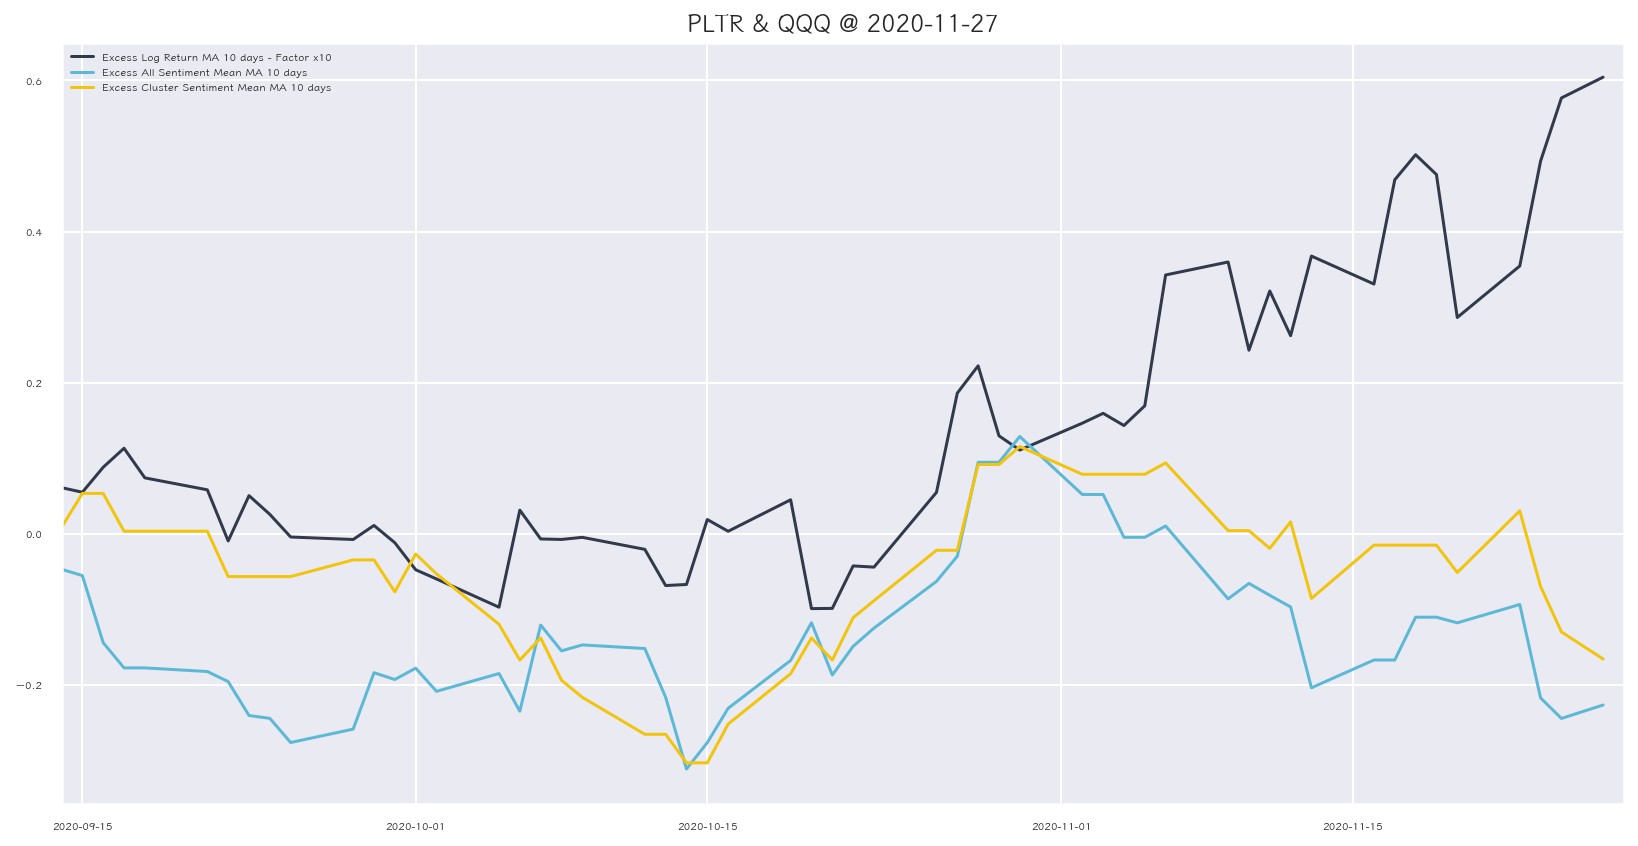 PLTR & QQQ @ 2020-11-27
Excess Log Return MA 10 days - Factor x10
Excess All Sentiment Mean MA 10 days
Excess Cluster Sentiment Mean MA 10 days
0.6
0.4
0.2
0.0
−0.2
2020-09-15 2020-10-01 2020-10-15 2020-11-01 2020-11-15